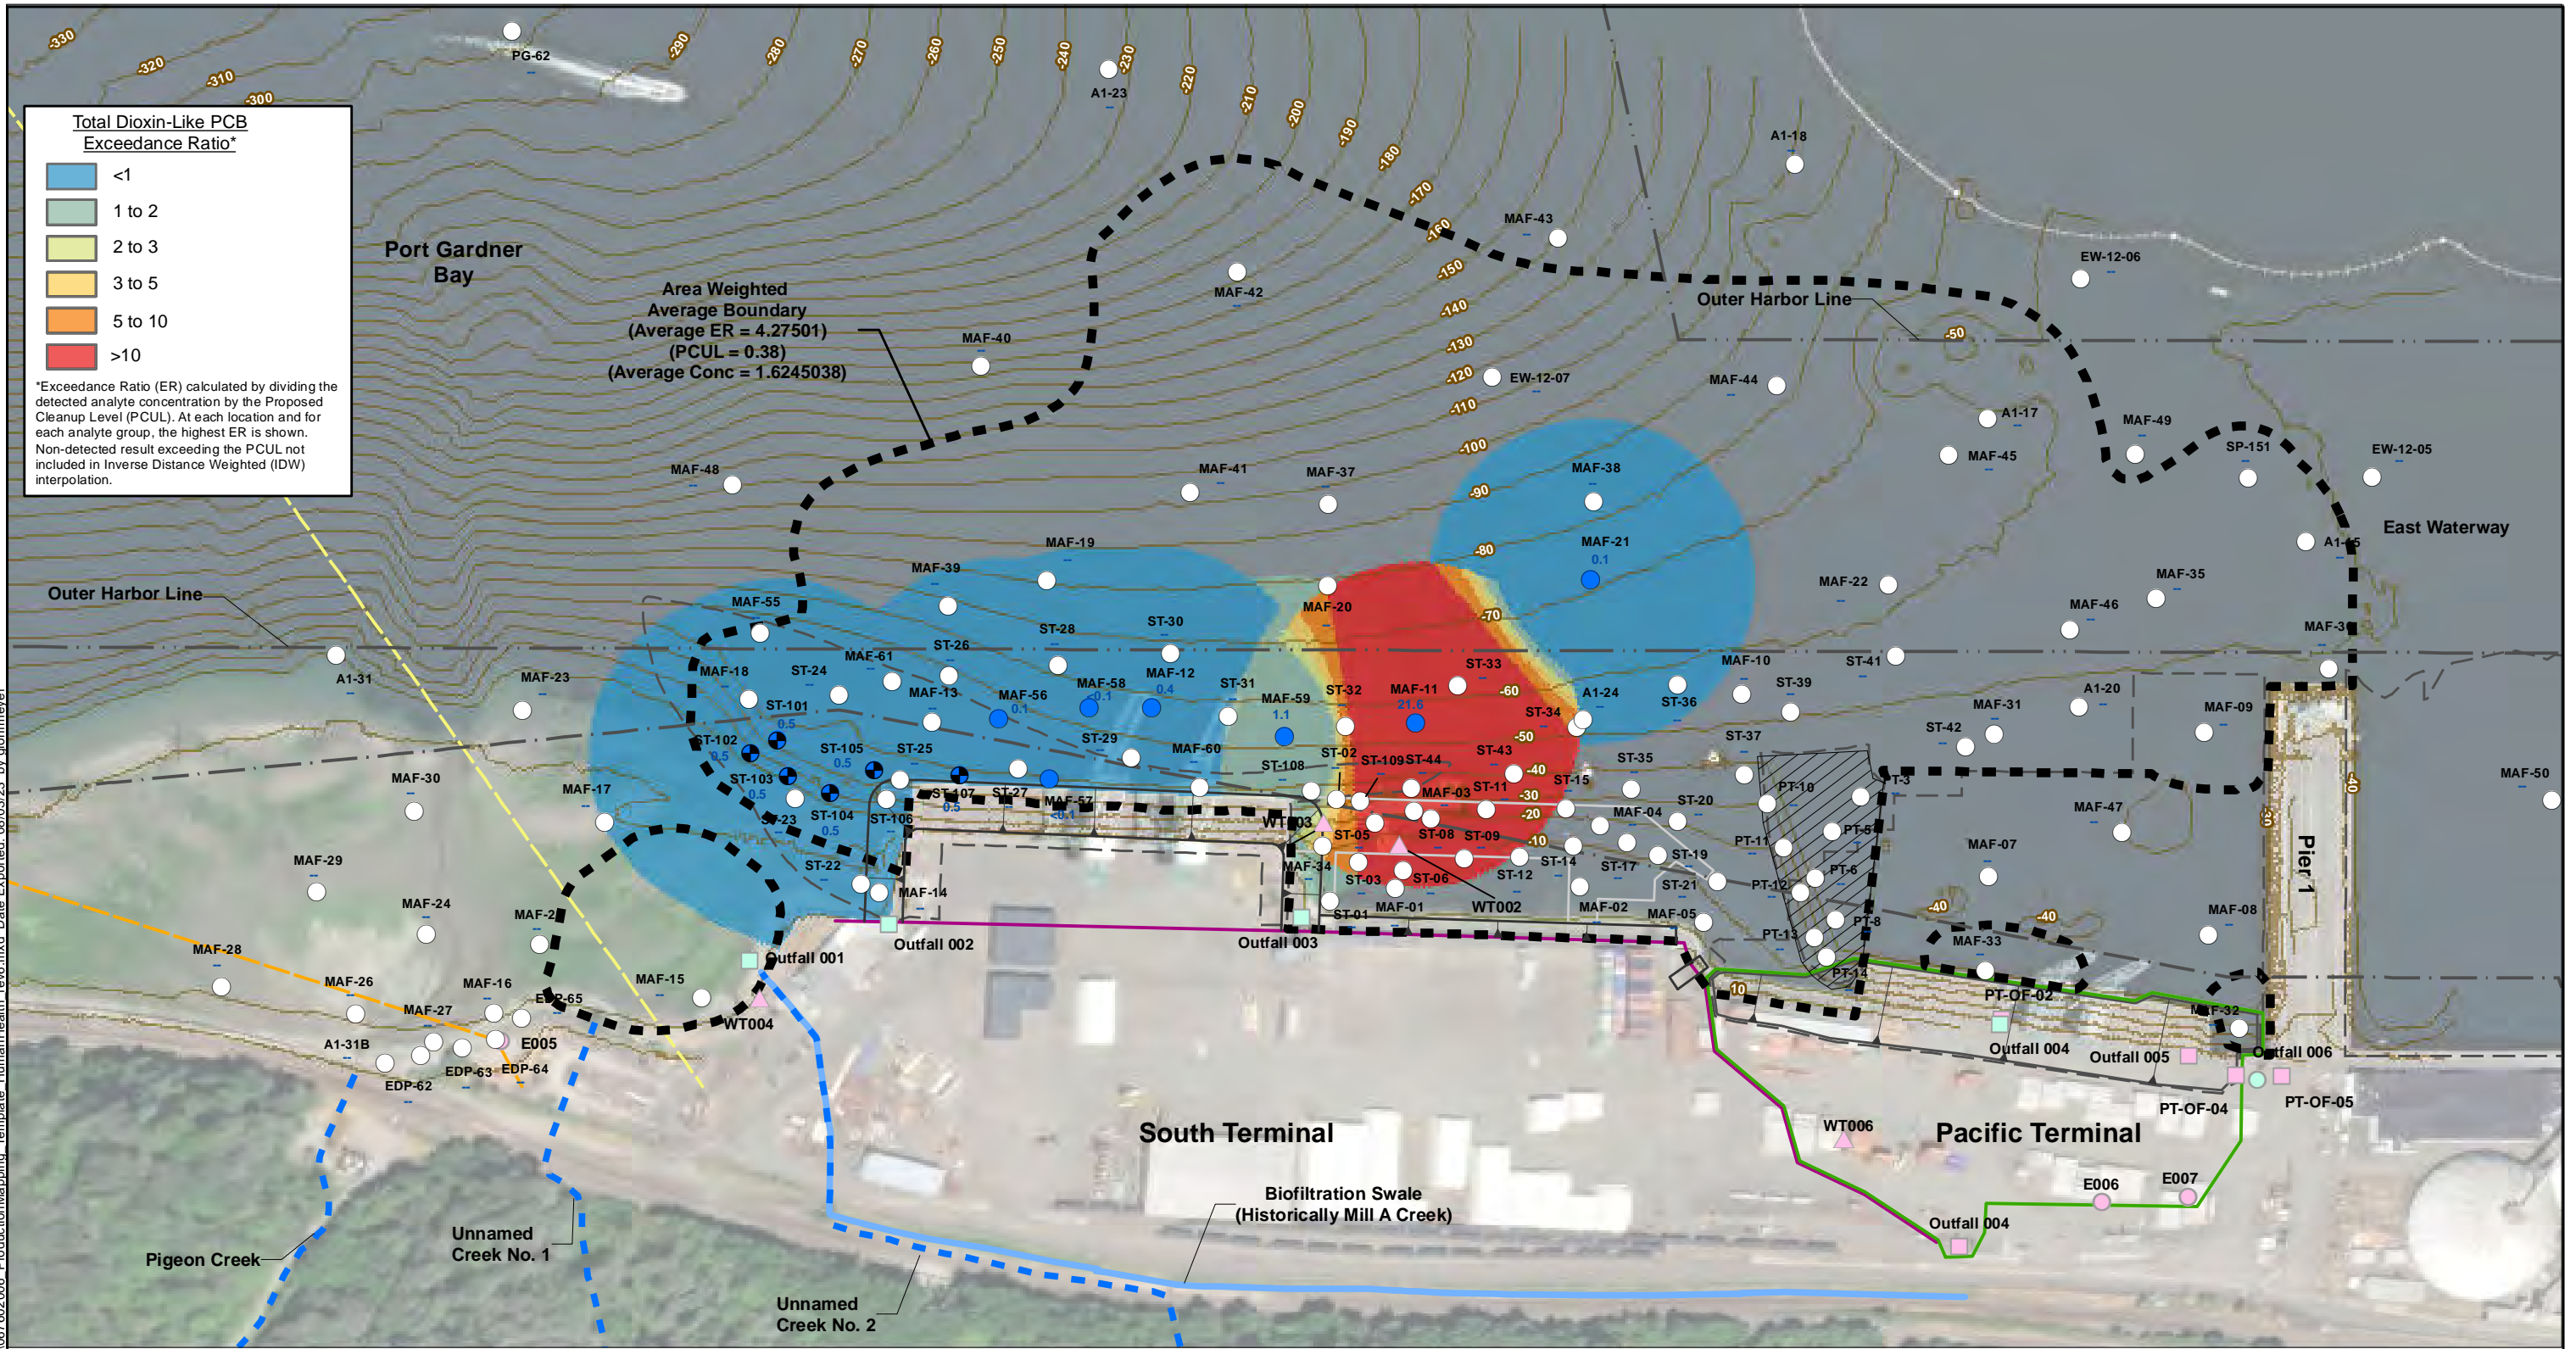 -330
-320
-310
-300
-290
-280
-270
-260
-250
-240
-230
-220
-210
-200
-190
-180
-170
-160
-150
-140
-130
-120
-110
-100
-90
-80
-70
-60
-50
-40
-30
-20
-10
PG-62
--
A1-23
--
A1-18
--
Total Dioxin-Like PCB
Exceedance Ratio*
<1
1 to 2
2 to 3
3 to 5
5 to 10
>10
*Exceedance Ratio (ER) calculated by dividing the
detected analyte concentration by the Proposed
Cleanup Level (PCUL). At each location and for
each analyte group, the highest ER is shown.
Non-detected result exceeding the PCUL not
included in Inverse Distance Weighted (IDW)
interpolation.
Port Gardner
Bay
Area Weighted
Average Boundary
(Average ER = 4.27501)
(PCUL = 0.38)
(Average Conc = 1.6245038)
MAF-43
--
EW-12-06
--
MAF-42
--
Outer Harbor Line
-50
MAF-40
--
EW-12-07
--
MAF-44
--
A1-17
--
MAF-49
--
MAF-45
--
SP-151
--
EW-12-05
--
MAF-48
--
MAF-41
--
MAF-37
--
MAF-38
--
East Waterway
MAF-19
--
MAF-21
0.1
MAF-39
--
MAF-22
--
MAF-35
--
Outer Harbor Line
MAF-55
--
MAF-20
--
MAF-46
--
ST-28
--
ST-30
--
ST-26
--
MAF-61
--
A1-31
--
MAF-23
--
MAF-18
--
ST-24
--
MAF-13
--
MAF-56
0.1
MAF-58
<0.1
MAF-12
0.4
ST-31
--
MAF-59
1.1
ST-32
--
MAF-11
21.6
ST-33
--
A1-24
--
ST-34
--
ST-36
--
MAF-10
--
ST-39
--
ST-41
--
A1-20
--
MAF-31
--
ST-42
--
MAF-09
--
ST-101
0.5
ST-102
0.5
ST-103
0.5
ST-105
0.5
ST-25
--
ST-29
--
MAF-60
--
ST-108
--
ST-02
--
ST-109
--
ST-44
--
ST-43
--
ST-15
--
ST-35
--
ST-37
--
MAF-50
--
MAF-30
--
MAF-17
--
ST-104
0.5
ST-106
ST-107
0.5
ST-27
--
MAF-57
<0.1
MAF-03
--
ST-11
--
MAF-04
--
ST-20
--
PT-10
PT-5
--
PT-11
PT-6
--
PT-12
PT-8
--
PT-13
PT-14
MAF-47
--
MAF-07
--
-40
-40
-40
Pier 1
MAF-29
--
ST-22
--
MAF-14
--
MAF-34
--
ST-05
--
ST-08
--
ST-09
--
ST-03
--
ST-06
--
ST-12
--
ST-14
--
ST-17
--
ST-19
--
ST-21
--
WT002
ST-01
--
MAF-01
--
MAF-02
--
MAF-05
--
MAF-08
--
MAF-33
--
MAF-24
--
MAF-28
--
MAF-26
--
MAF-27
--
MAF-16
--
MAF-15
--
Outfall 001
Outfall 002
Outfall 003
WT004
10
A1-31B
--
E005
EDP-62
--
EDP-63
--
EDP-64
--
PT-OF-02
Outfall 004
Outfall 005
Outfall 006
PT-OF-04
PT-OF-05
South Terminal
WT006
Pacific Terminal
E006
E007
Biofiltration Swale
(Historically Mill A Creek)
Outfall 004
Pigeon Creek
Unnamed
Creek No. 1
Unnamed
Creek No. 2